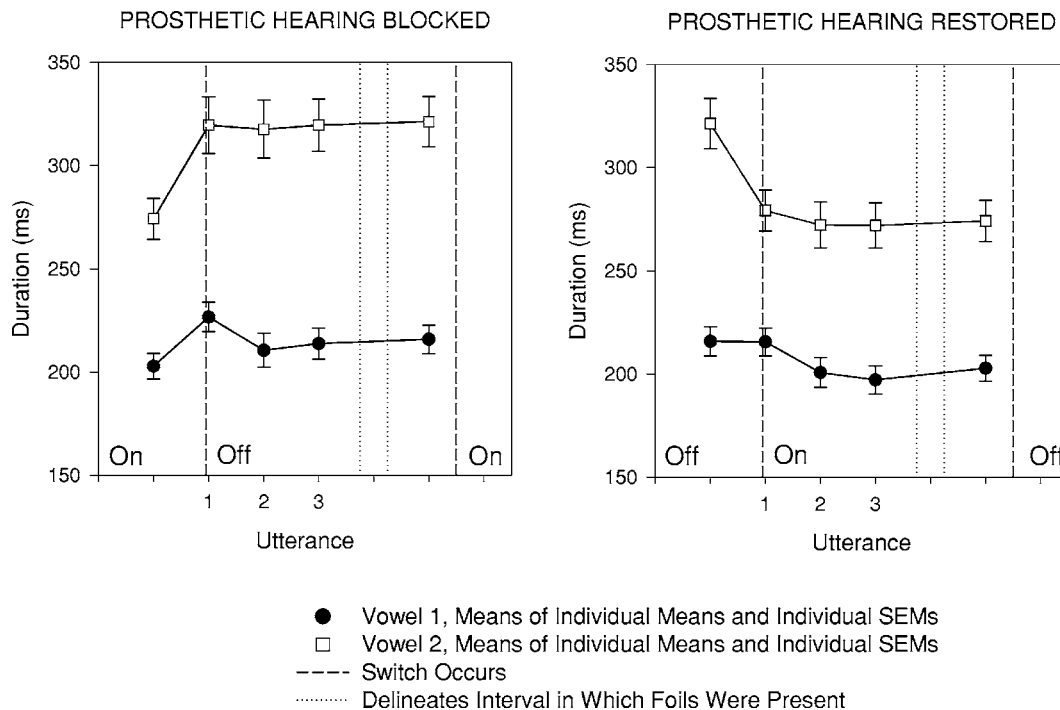 PROSTHETIC HEARING BLOCKED
350
300
250
200
150
Duration (ms)
On
Off
On
1 2 3
Utterance
PROSTHETIC HEARING RESTORED
350
300
250
200
150
Duration (ms)
Off
On
Off
1 2 3
Utterance
Vowel 1, Means of Individual Means and Individual SEMs
Vowel 2, Means of Individual Means and Individual SEMs
Switch Occurs
Delineates Interval in Which Foils Were Present